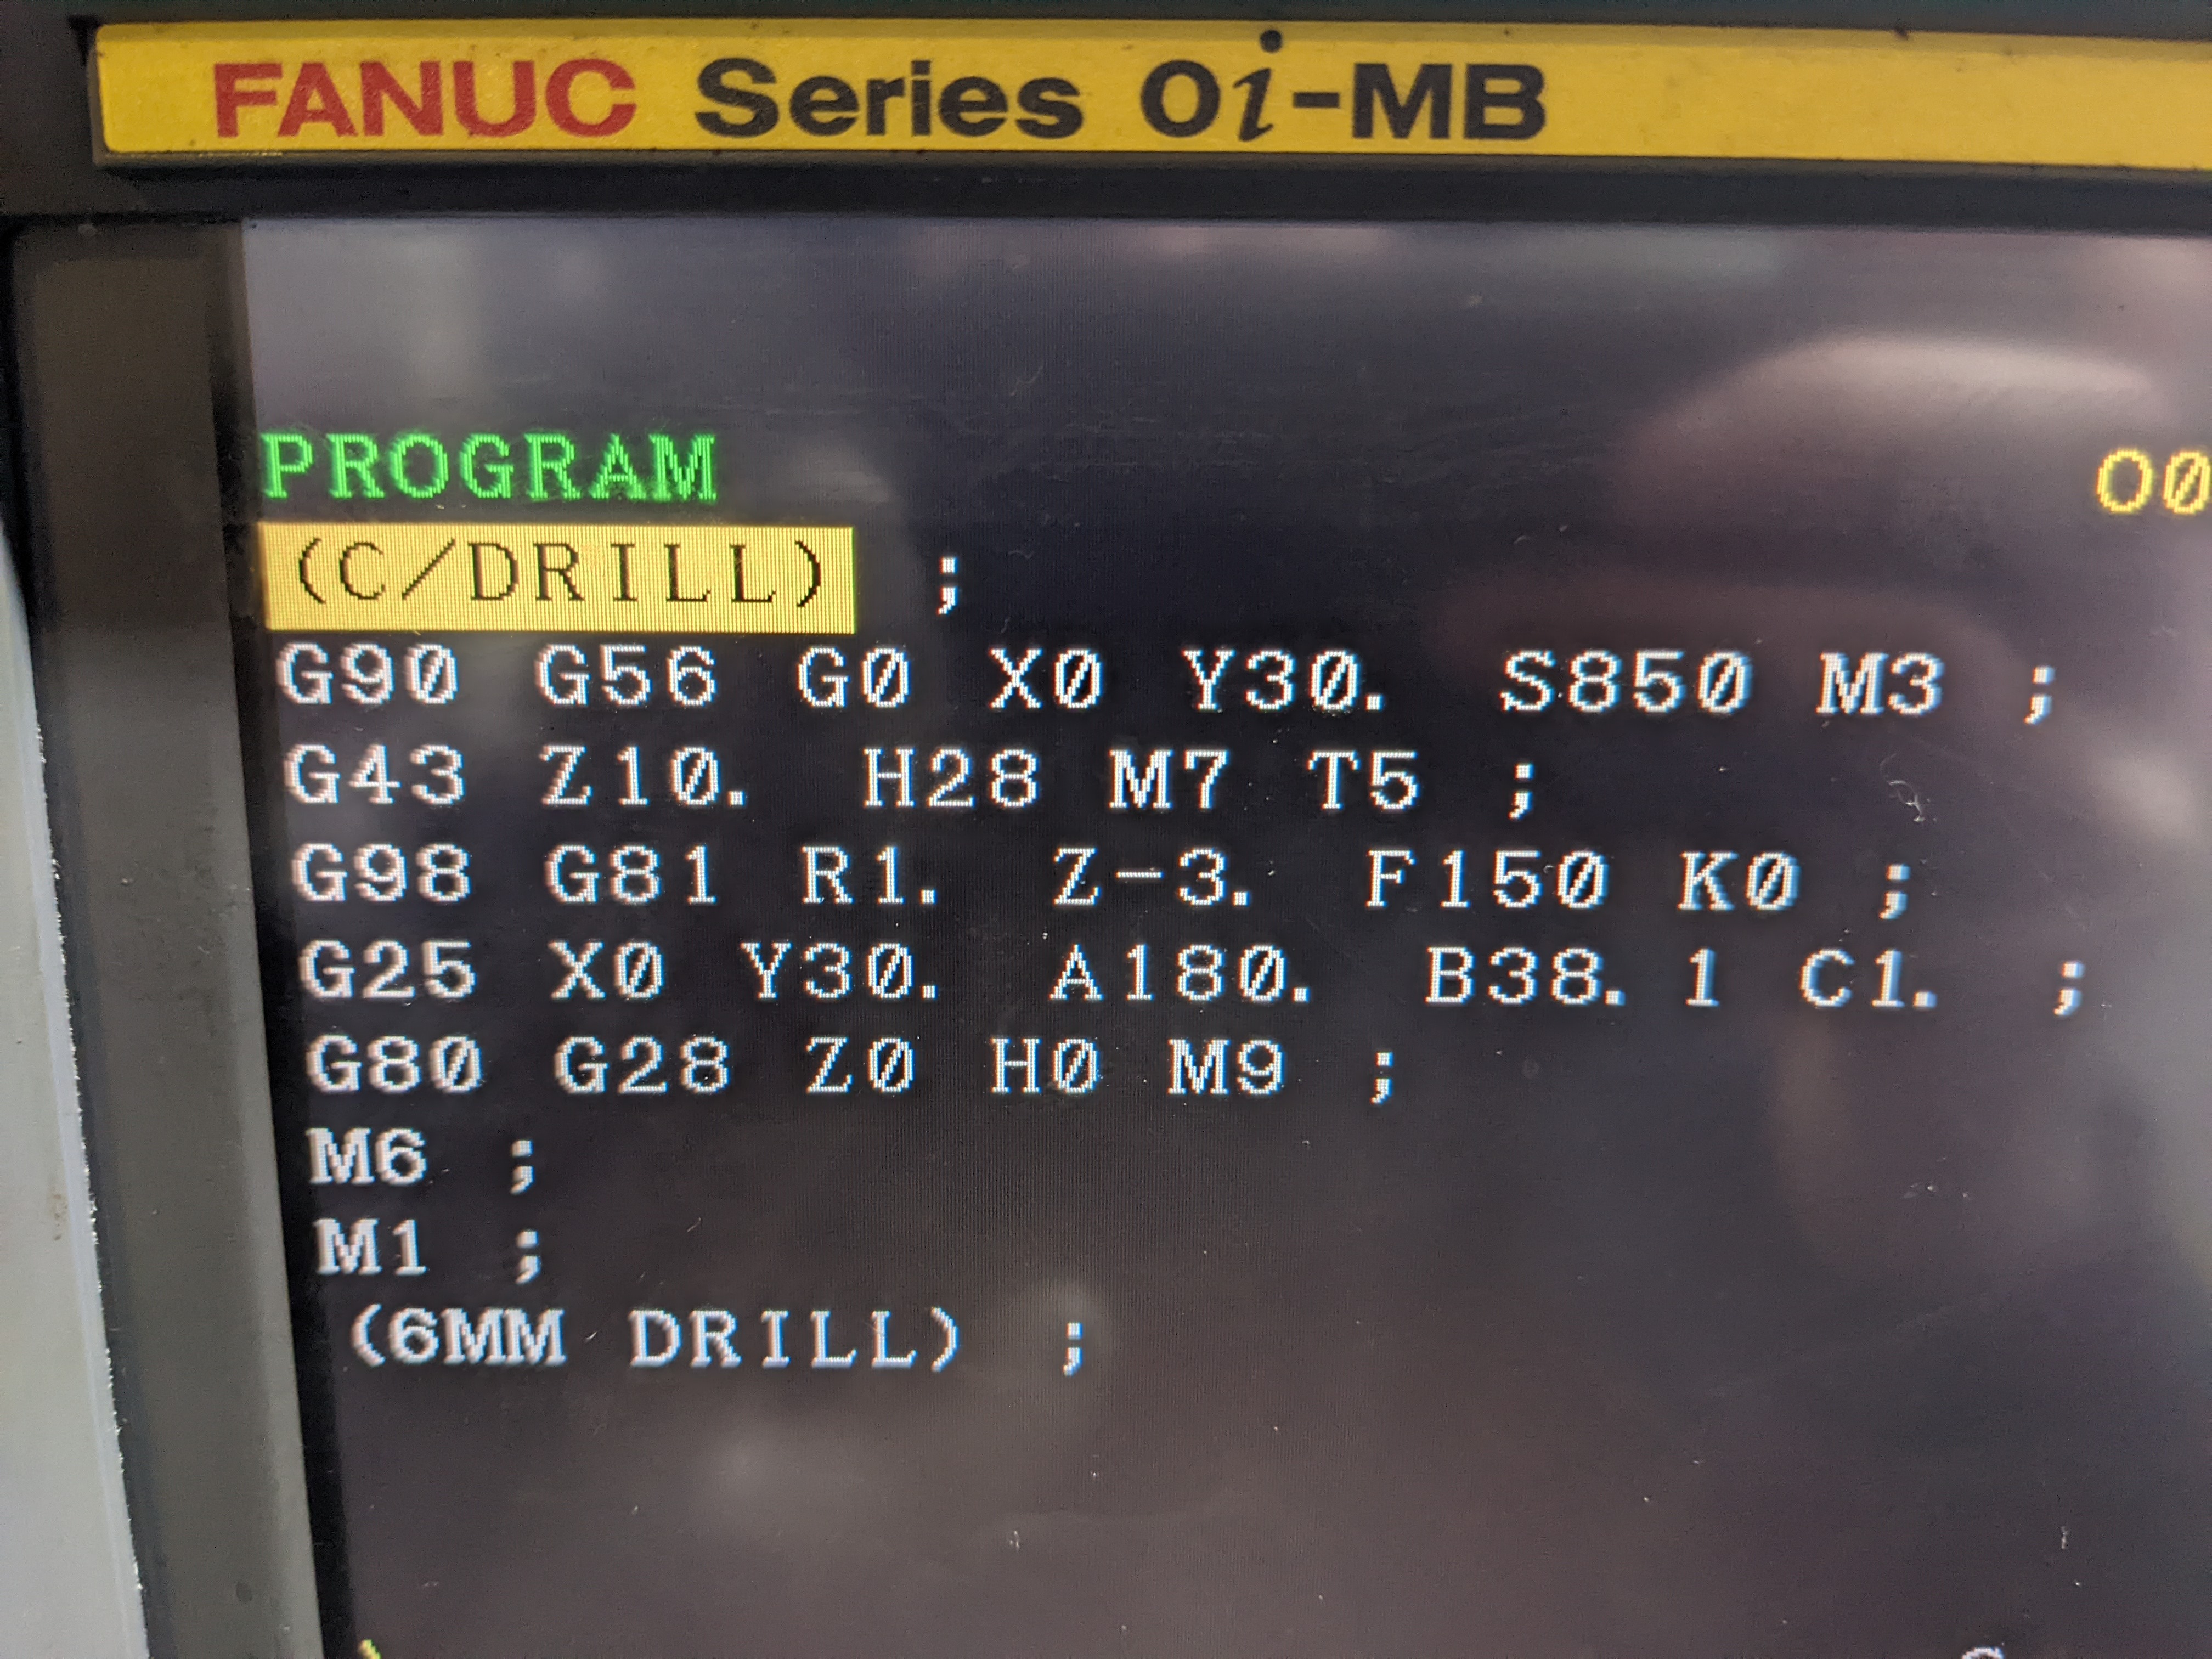 FANUC Series 0i-MB
PROGRAM O0
(C/DRILL) ;
G90 G56 G0 X0 Y30. S850 M3 ;
G43 Z10. H28 M7 T5 ;
G98 G81 R1. Z-3. F150 K0 ;
G25 X0 Y30. A180. B38. 1 C1. ;
G80 G28 Z0 H0 M9 ;
M6 ;
M1 ;
(6MM DRILL) ;